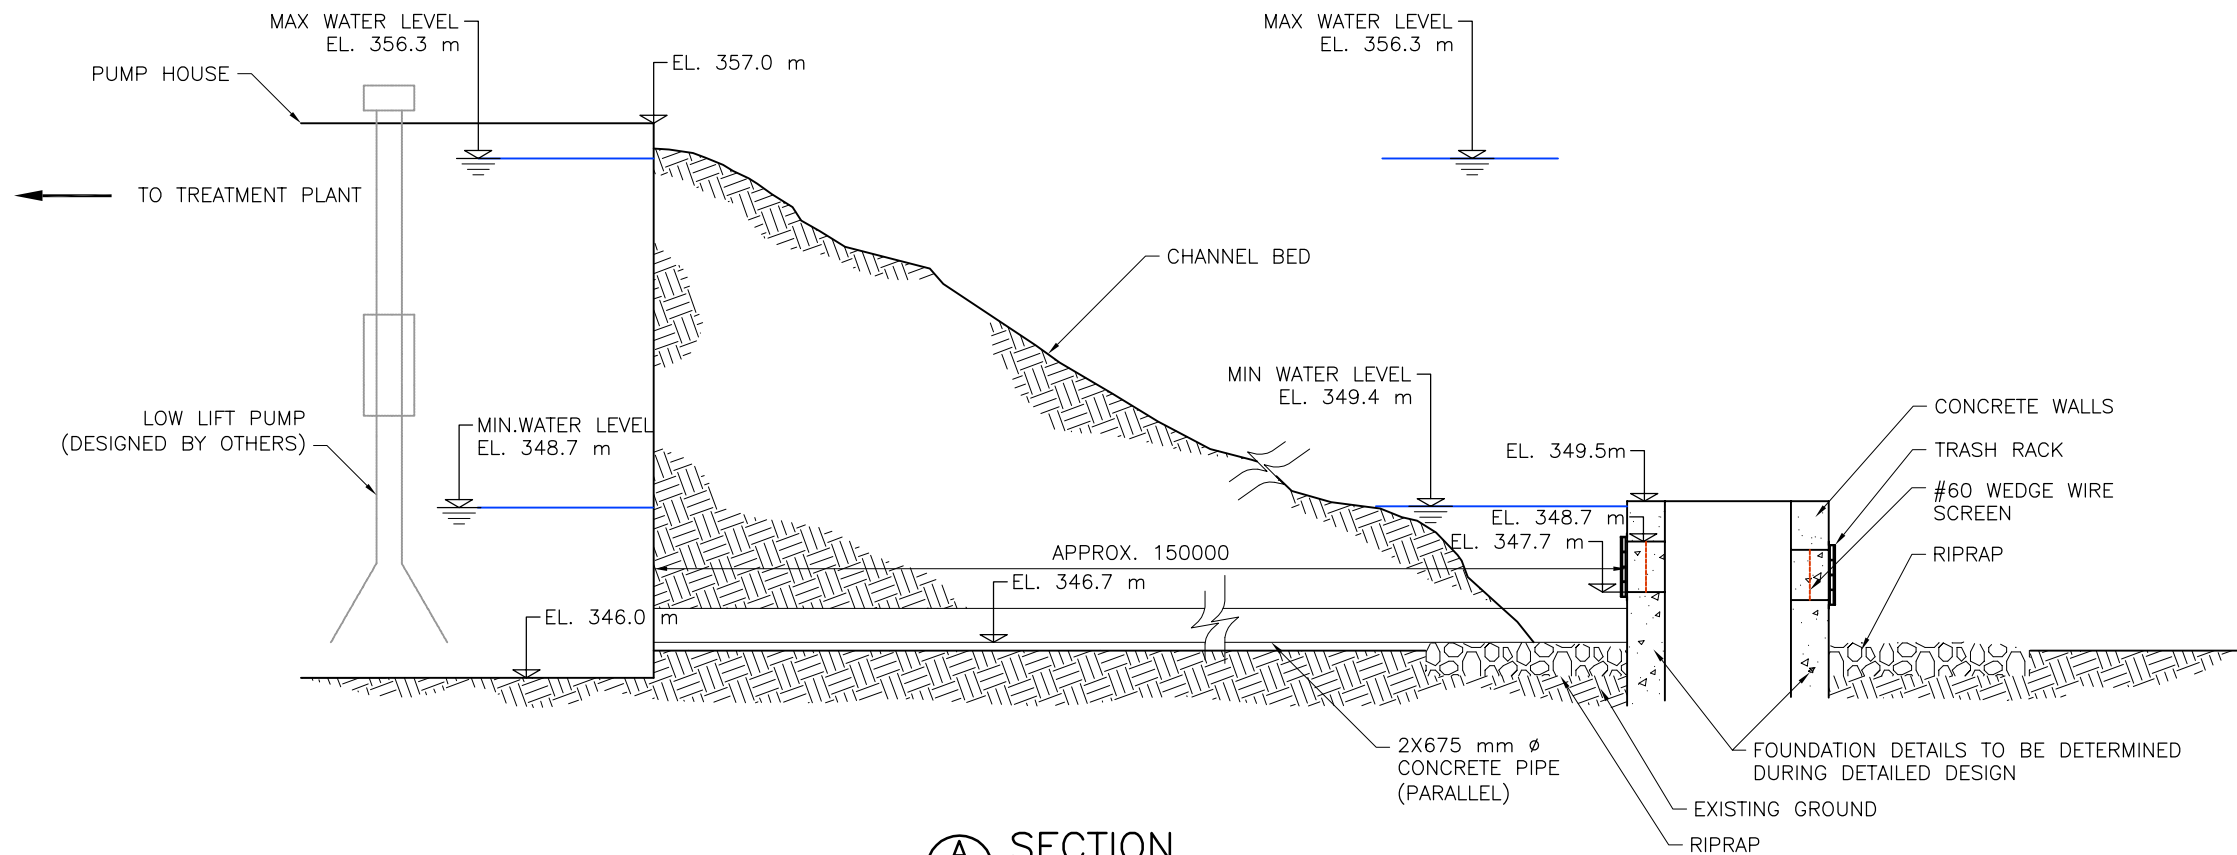 MAX WATER LEVEL
EL. 356.3 m
MAX WATER LEVEL
EL. 356.3 m
EL. 357.0 m
PUMP HOUSE
TO TREATMENT PLANT
CHANNEL BED
MIN WATER LEVEL
EL. 349.4 m
LOW LIFT PUMP
(DESIGNED BY OTHERS)
MIN.WATER LEVEL
EL. 348.7 m
CONCRETE WALLS
EL. 349.5m
TRASH RACK
#60 WEDGE WIRE
SCREEN
EL. 348.7 m
EL. 347.7 m
APPROX. 150000
RIPRAP
EL. 346.7 m
EL. 346.0 m
2X675 mm ø
CONCRETE PIPE
(PARALLEL)
FOUNDATION DETAILS TO BE DETERMINED
DURING DETAILED DESIGN
EXISTING GROUND
RIPRAP
A SECTION